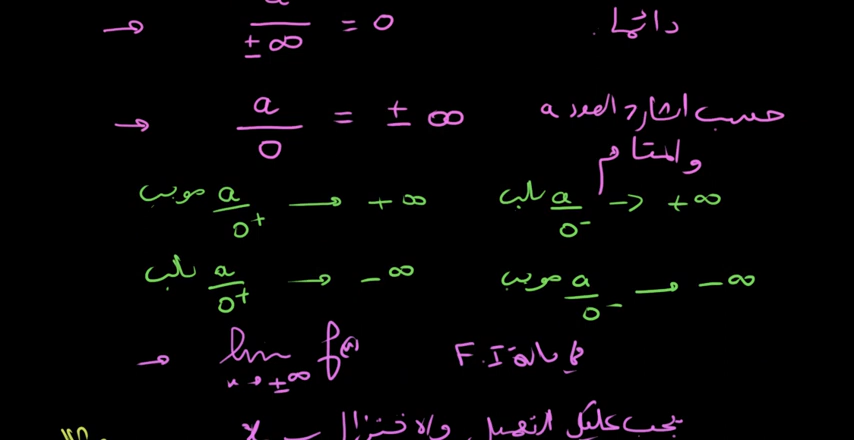 → a/±∞ = 0 دائما.
→ a/0 = ± ∞ حسب اشارة العدد a
والمقام
موجب a/0⁺ → +∞ سالب a/0⁻ → +∞
سالب a/0⁺ → -∞ موجب a/0⁻ → -∞
→ lim x→±∞ f(x) في حالة F.I
يجب عليك التحليل والاختزال x